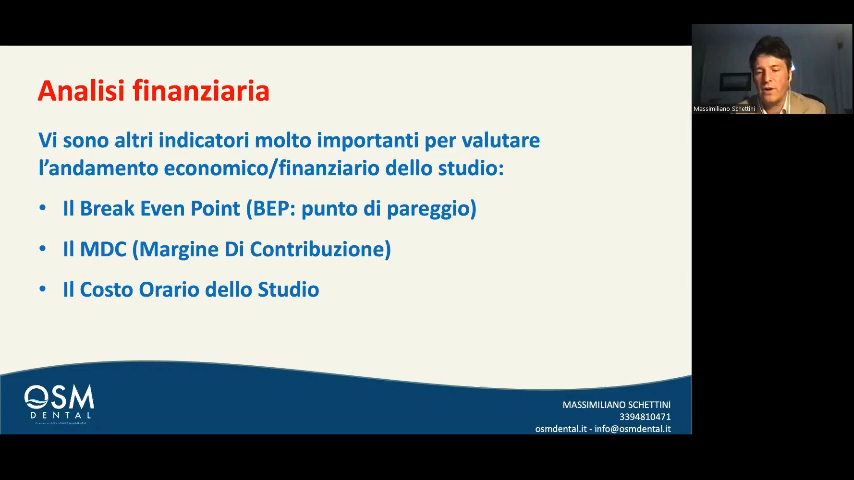 Analisi finanziaria
Vi sono altri indicatori molto importanti per valutare
l'andamento economico/finanziario dello studio:
• Il Break Even Point (BEP: punto di pareggio)
• Il MDC (Margine Di Contribuzione)
• Il Costo Orario dello Studio
OSM
DENTAL
MASSIMILIANO SCHETTINI
3394810471
osmdental.it - info@osmdental.it
Massimiliano Schettini